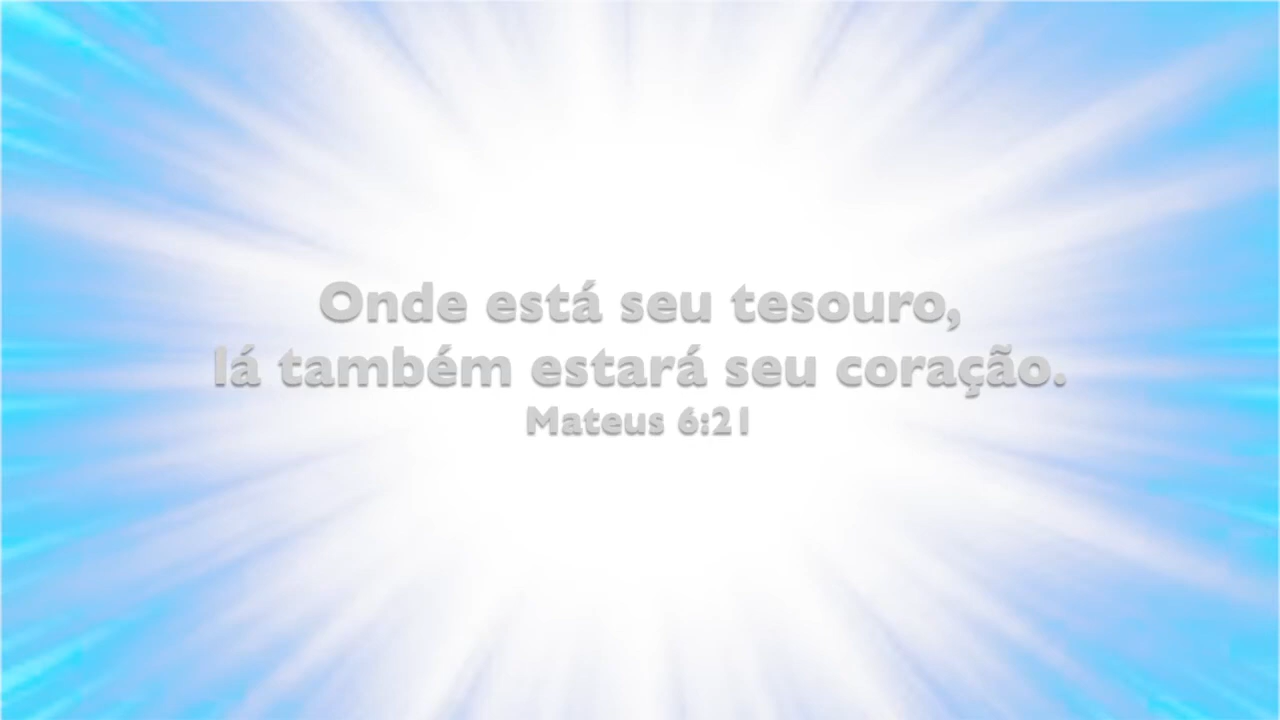 Onde está seu tesouro,
lá também estará seu coração.
Mateus 6:21